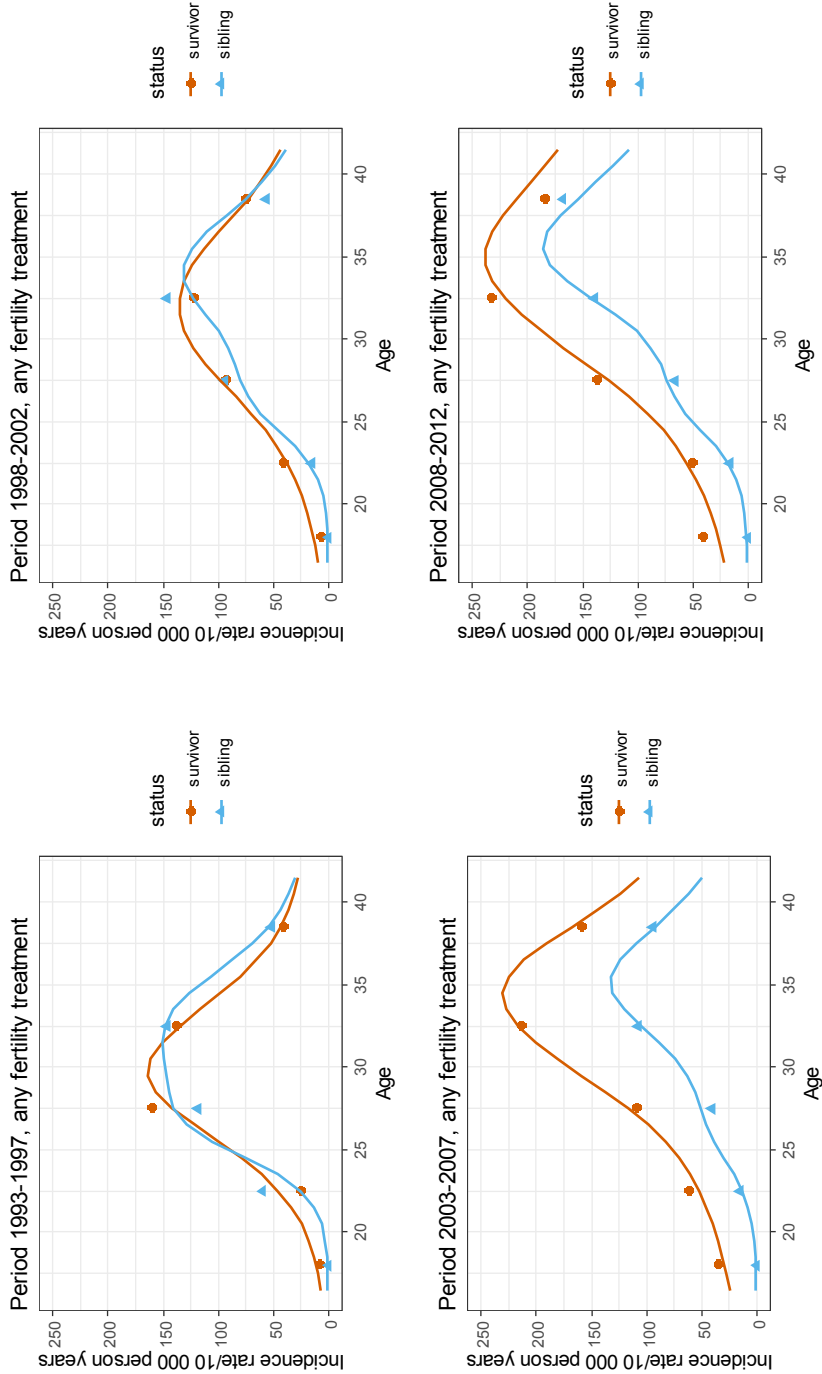 Period 1993-1997, any fertility treatment
Incidence rate/10 000 person years
250
200
150
100
50
0
20
25
30
35
40
Age
status
survivor
sibling
Period 1998-2002, any fertility treatment
Incidence rate/10 000 person years
250
200
150
100
50
0
20
25
30
35
40
Age
status
survivor
sibling
Period 2003-2007, any fertility treatment
Incidence rate/10 000 person years
250
200
150
100
50
0
20
25
30
35
40
Age
status
survivor
sibling
Period 2008-2012, any fertility treatment
Incidence rate/10 000 person years
250
200
150
100
50
0
20
25
30
35
40
Age
status
survivor
sibling